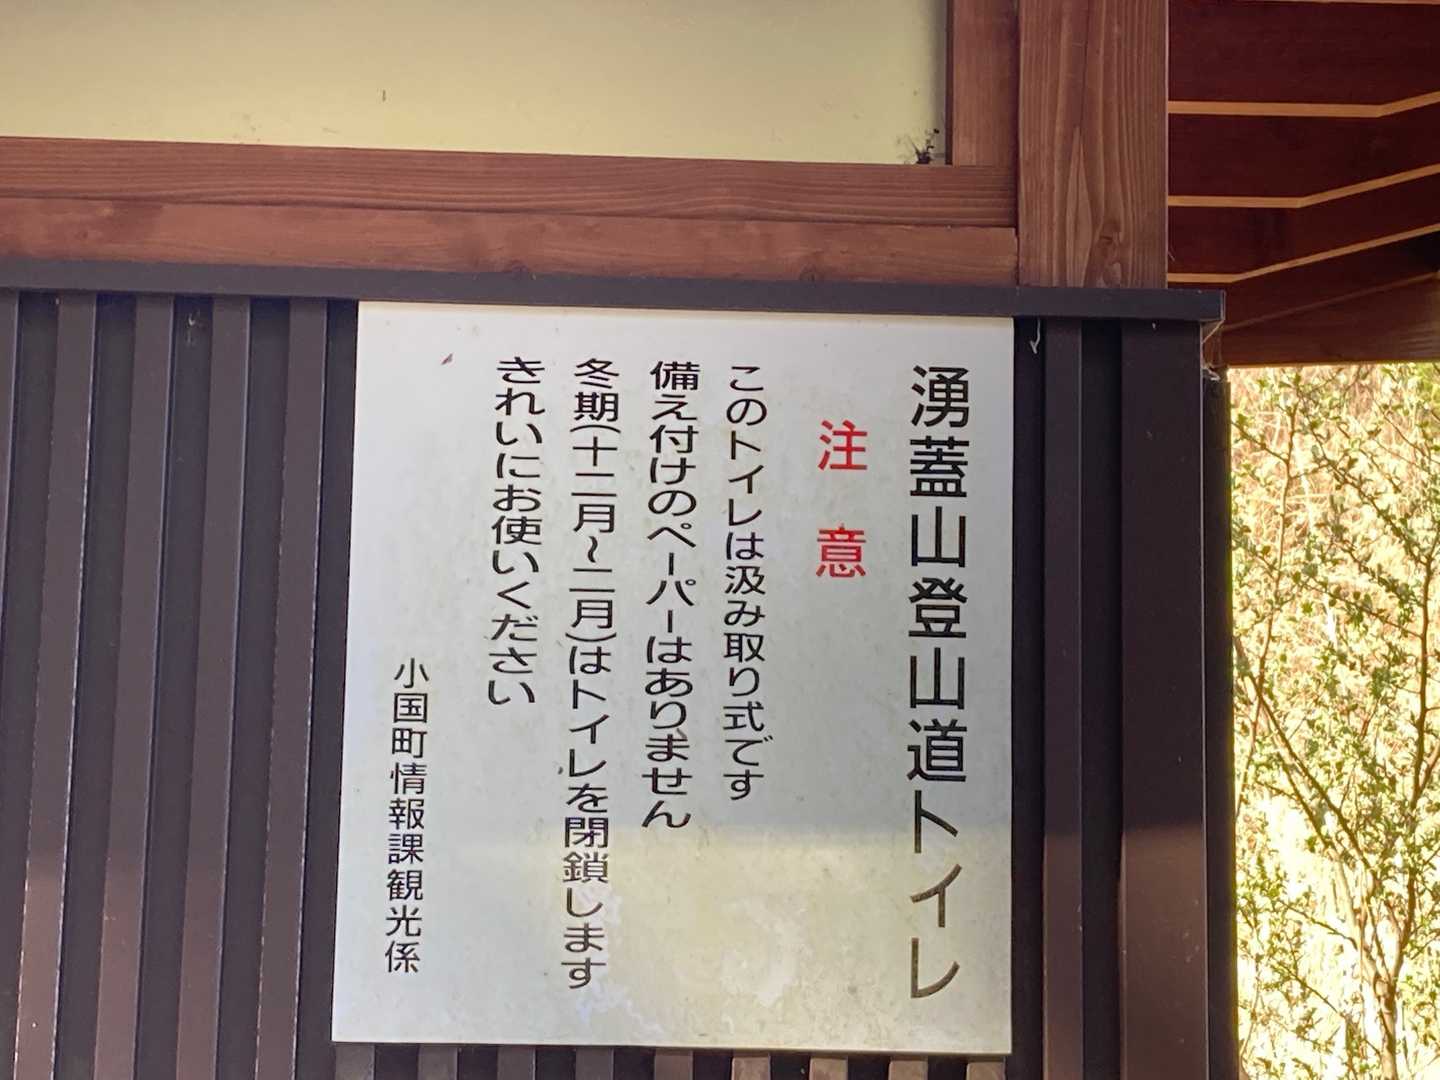 湧蓋山登山道トイレ
注意
このトイレは汲み取り式です
備え付けのペーパーはありません
冬期(十二月~二月)はトイレを閉鎖します
きれいにお使いください
小国町情報課観光係